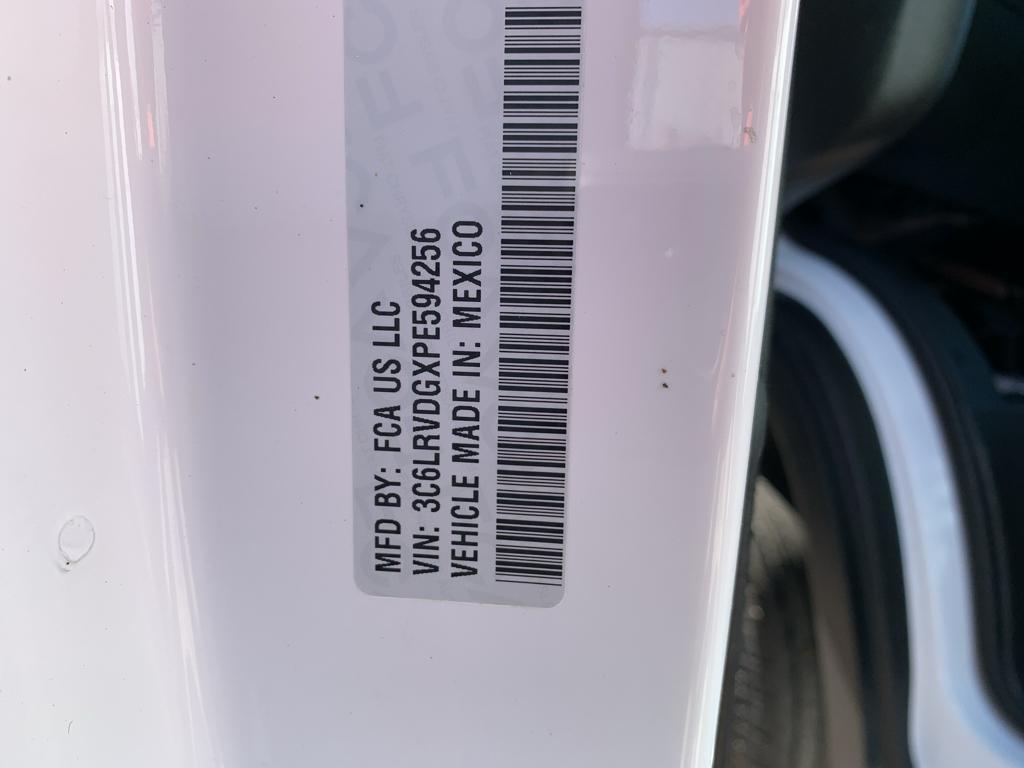 MFD BY: FCA US LLC
VIN: 3C6LRVDGXPE594256
VEHICLE MADE IN: MEXICO